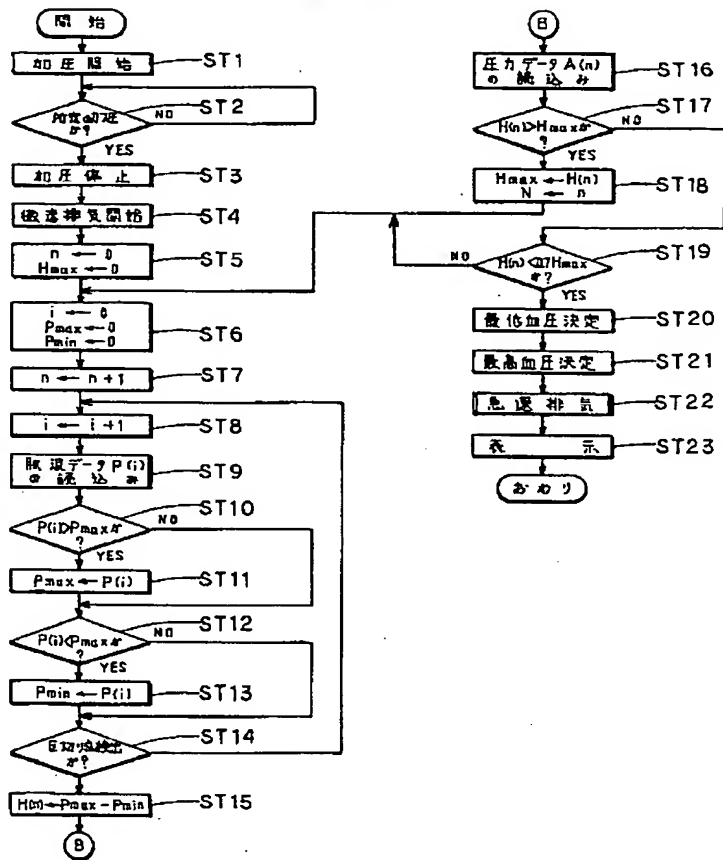 開始
加圧開始
ST1
か?
ST2
NO
YES
加圧停止
ST3
微速排気開始
ST4
n ← 0
Hmax ← 0
ST5
i ← 0
Pmax ← 0
Pmin ← 0
ST6
n ← n+1
ST7
i ← i+1
ST8
脈波データP(i)
の読込み
ST9
P(i)>Pmaxか
?
ST10
NO
YES
Pmax ← P(i)
ST11
P(i)<Pmaxか
?
ST12
NO
YES
Pmin ← P(i)
ST13
区切り点検出
か?
ST14
H(n)←Pmax-Pmin
ST15
B
B
圧力データA(n)
の読込み
ST16
H(n)>Hmaxか
?
ST17
NO
YES
Hmax ← H(n)
N ← n
ST18
H(n)<α7Hmax
か?
ST19
NO
YES
最低血圧決定
ST20
最高血圧決定
ST21
急速排気
ST22
表示
ST23
おわり